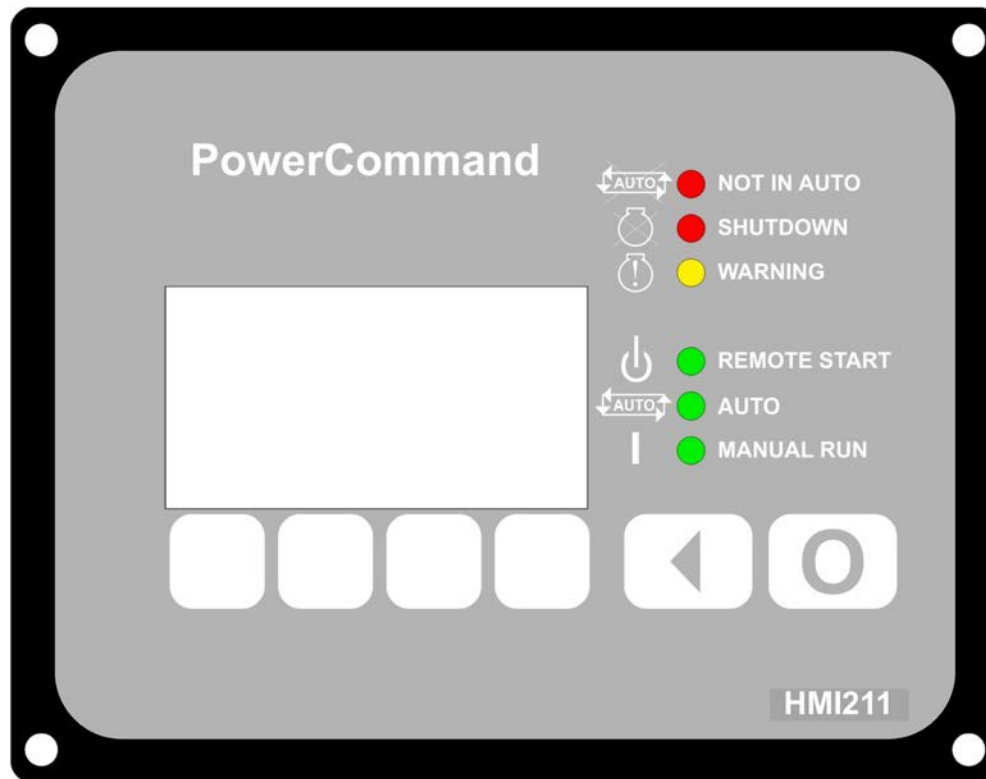 PowerCommand
AUTO NOT IN AUTO
SHUTDOWN
! WARNING
REMOTE START
AUTO AUTO
I MANUAL RUN
O
HMI211